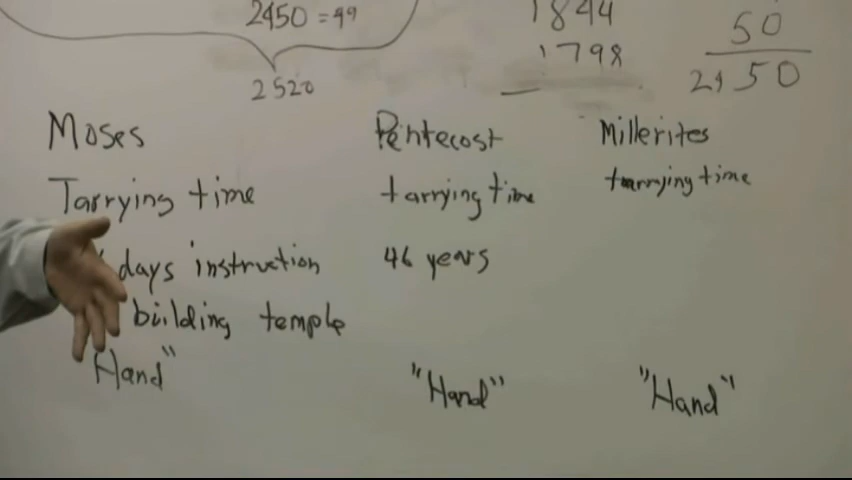 2450 = 49
2520
1844
1798
50
2450
Moses Pentecost Millerites
Tarrying time tarrying time tarrying time
days instruction 46 years
building temple
"Hand" "Hand" "Hand"